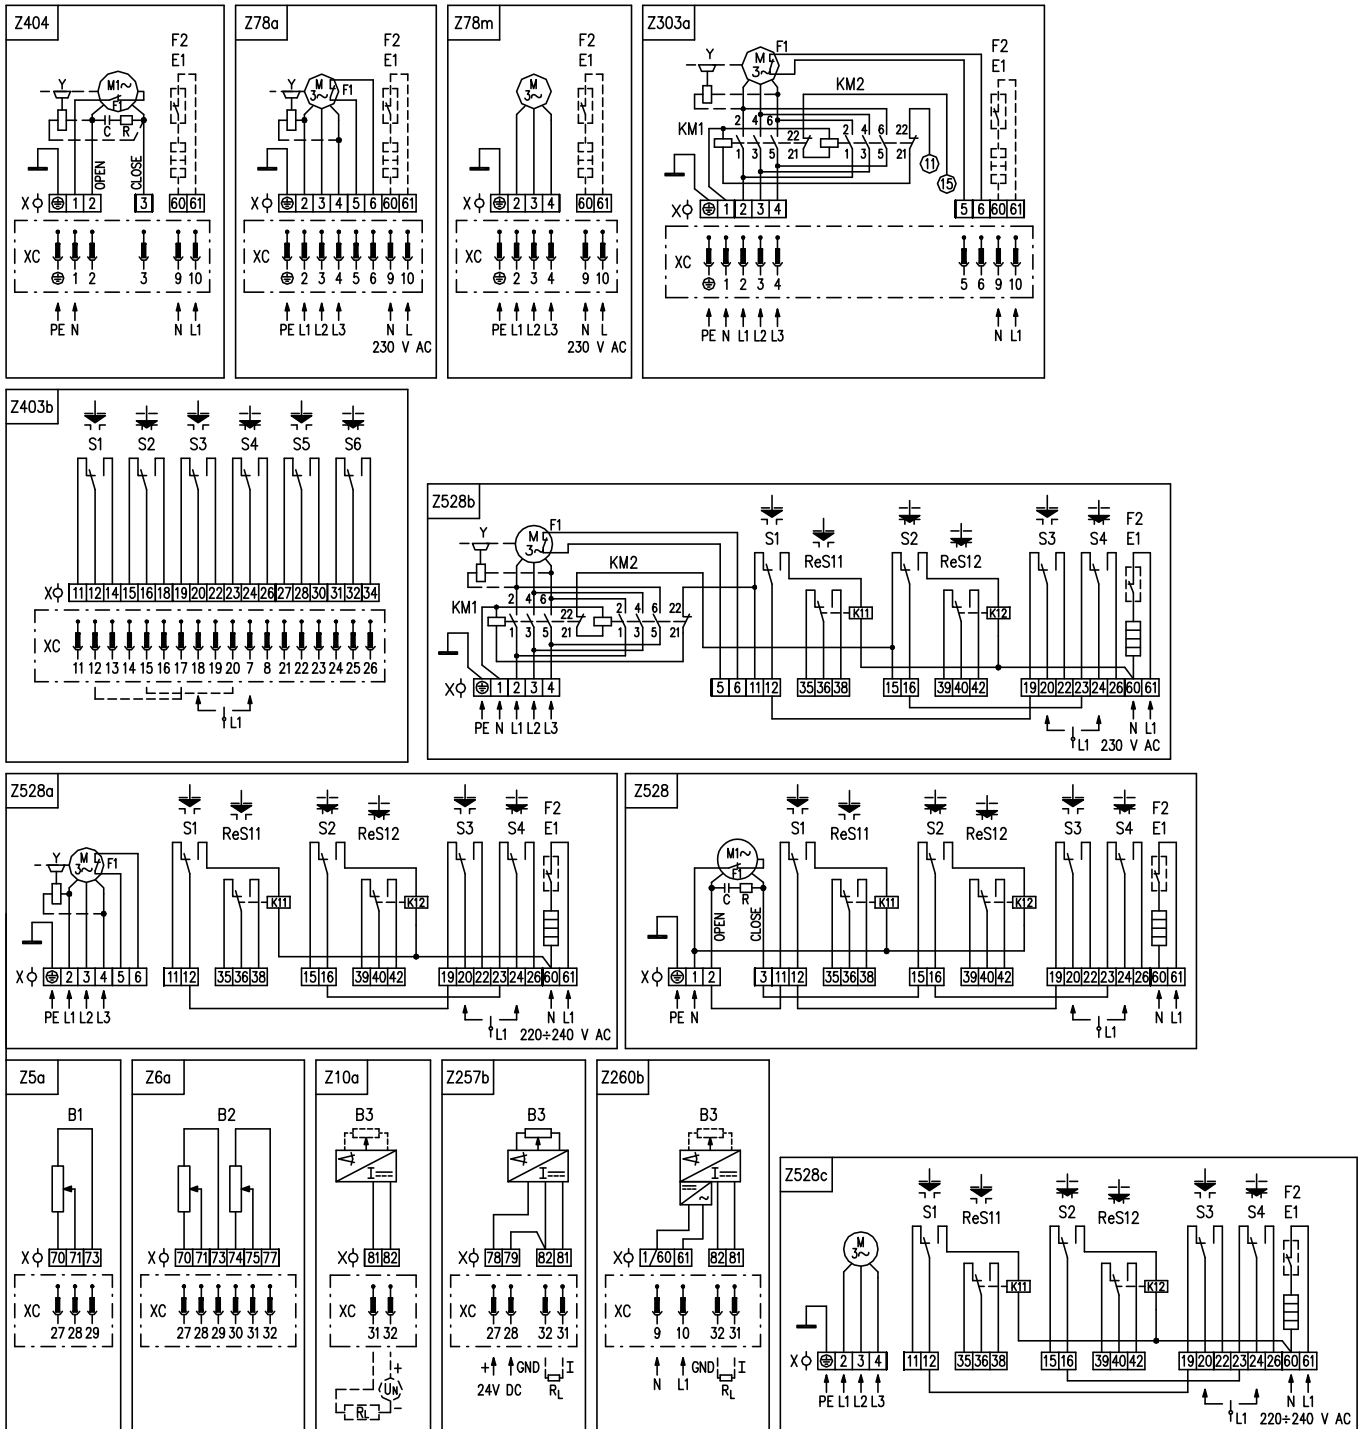 Z404
F2
E1
Y
M1~
F1
C R
OPEN
CLOSE
X 1 2 3 60 61
XC
1 2 3 9 10
PE N N L1
Z78a
F2
E1
Y
M
3~
F1
X 2 3 4 5 6 60 61
XC
2 3 4 5 6 9 10
PE L1 L2 L3 N L
230 V AC
Z78m
F2
E1
M
3~
X 2 3 4 60 61
XC
2 3 4 9 10
PE L1 L2 L3 N L
230 V AC
Z303a
F1
F2
E1
Y
M
3~
KM2
KM1
2 4 6 22 2 4 6 22
1 3 5 21 1 3 5 21
11
15
X 1 2 3 4 5 6 60 61
XC
1 2 3 4 5 6 9 10
PE N L1 L2 L3 N L1
Z403b
S1 S2 S3 S4 S5 S6
X 11 12 14 15 16 18 19 20 22 23 24 26 27 28 30 31 32 34
XC
11 12 13 14 15 16 17 18 19 20 7 8 21 22 23 24 25 26
L1
Z528b
F1
Y
M
3~
KM2
KM1
2 4 6 22 2 4 6 22
1 3 5 21 1 3 5 21
S1 ReS11 S2 ReS12 S3 S4
F2
E1
K11 K12
X 1 2 3 4 5 6 11 12 35 36 38 15 16 39 40 42 19 20 22 23 24 26 60 61
PE N L1 L2 L3 L1 N L1
230 V AC
Z528a
S1 ReS11 S2 ReS12 S3 S4
F2
E1
Y
M
3~
F1
K11 K12
X 2 3 4 5 6 11 12 35 36 38 15 16 39 40 42 19 20 22 23 24 26 60 61
PE L1 L2 L3 L1 N L1
220÷240 V AC
Z528
S1 ReS11 S2 ReS12 S3 S4
F2
E1
M1~
F1
C R
OPEN
CLOSE
K11 K12
X 1 2 3 11 12 35 36 38 15 16 39 40 42 19 20 22 23 24 26 60 61
PE N L1 N L1
Z5a
B1
X 70 71 73
XC
27 28 29
Z6a
B2
X 70 71 73 74 75 77
XC
27 28 29 30 31 32
Z10a
B3
I
X 81 82
XC
31 32
+
UN
−
RL
Z257b
B3
I
X 78 79 82 81
XC
27 28 32 31
+ GND I
24V DC RL
Z260b
B3
I
~
X 1/60 61 82 81
XC
9 10 32 31
N L1 GND I
RL
Z528c
S1 ReS11 S2 ReS12 S3 S4
F2
E1
M
3~
K11 K12
X 2 3 4 11 12 35 36 38 15 16 39 40 42 19 20 22 23 24 26 60 61
PE L1 L2 L3 L1 N L1
220÷240 V AC